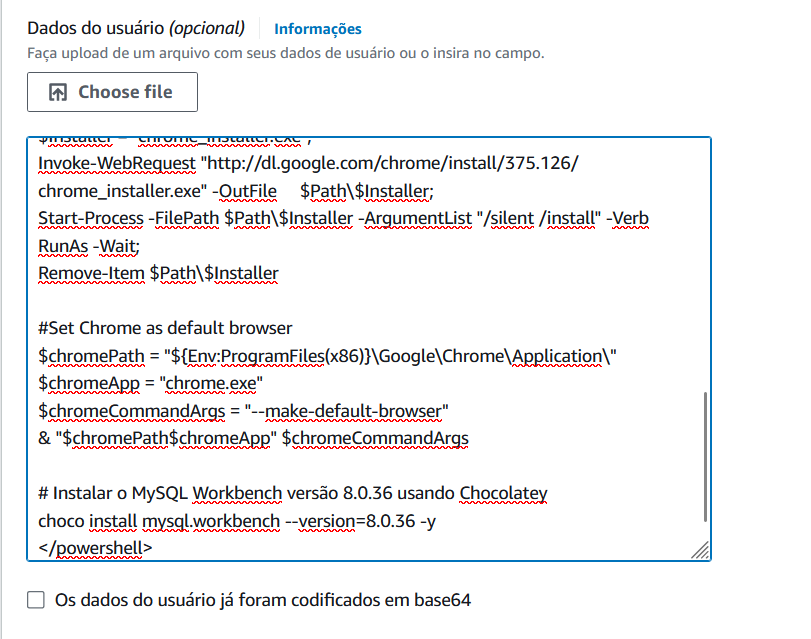 Dados do usuário (opcional) Informações
Faça upload de um arquivo com seus dados de usuário ou o insira no campo.
Choose file
$Installer = "chrome_installer.exe";
Invoke-WebRequest "http://dl.google.com/chrome/install/375.126/
chrome_installer.exe" -OutFile $Path\$Installer;
Start-Process -FilePath $Path\$Installer -ArgumentList "/silent /install" -Verb
RunAs -Wait;
Remove-Item $Path\$Installer
#Set Chrome as default browser
$chromePath = "${Env:ProgramFiles(x86)}\Google\Chrome\Application\"
$chromeApp = "chrome.exe"
$chromeCommandArgs = "--make-default-browser"
& "$chromePath$chromeApp" $chromeCommandArgs
# Instalar o MySQL Workbench versão 8.0.36 usando Chocolatey
choco install mysql.workbench --version=8.0.36 -y
</powershell>
Os dados do usuário já foram codificados em base64